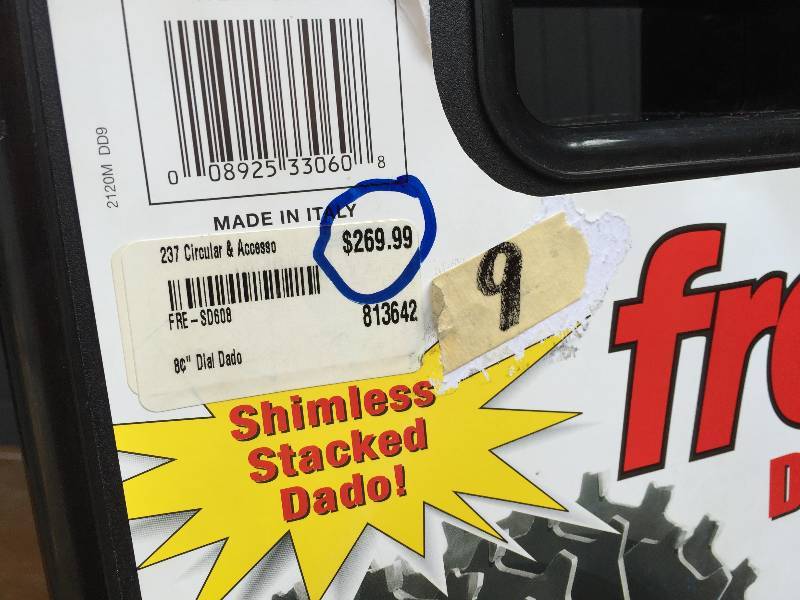 0 08925 33060 8
2120M DD9
MADE IN ITALY
237 Circular & Accesso
$269.99
FRE-SD608
813642
8¢" Dial Dado
9
Shimless
Stacked
Dado!
fre
D